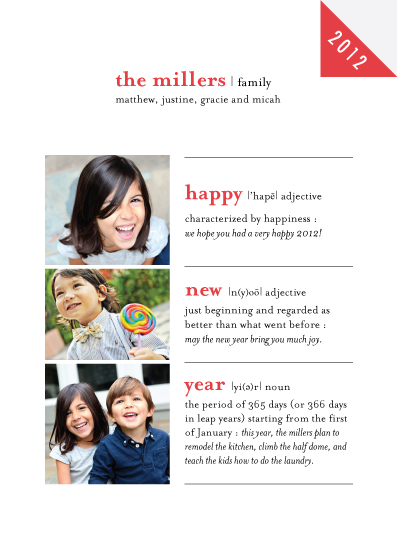 2012
the millers | family
matthew, justine, gracie and micah
happy |'hapē| adjective
characterized by happiness :
we hope you had a very happy 2012!
new |n(y)oō| adjective
just beginning and regarded as
better than what went before :
may the new year bring you much joy.
year |yi(ə)r| noun
the period of 365 days (or 366 days
in leap years) starting from the first
of January : this year, the millers plan to
remodel the kitchen, climb the half dome, and
teach the kids how to do the laundry.